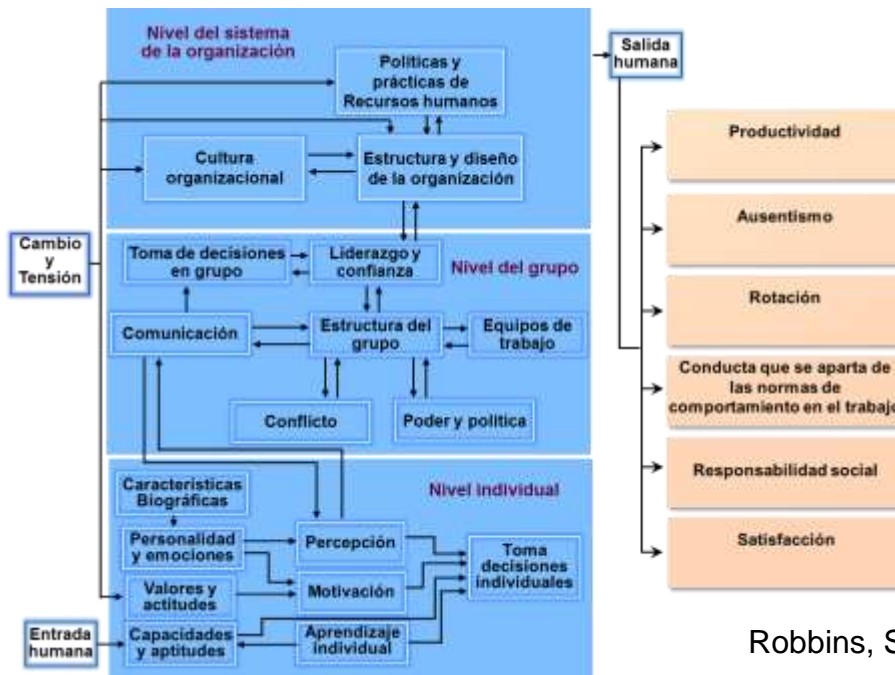 Nivel del sistema
de la organización
Políticas y
prácticas de
Recursos humanos
Cultura
organizacional
Estructura y diseño
de la organización
Salida
humana
Productividad
Ausentismo
Rotación
Conducta que se aparta de
las normas de
comportamiento en el trabajo
Responsabilidad social
Satisfacción
Cambio
y
Tensión
Toma de decisiones
en grupo
Liderazgo y
confianza
Nivel del grupo
Comunicación
Estructura del
grupo
Equipos de
trabajo
Conflicto
Poder y política
Nivel individual
Características
Biográficas
Personalidad
y emociones
Percepción
Toma
decisiones
individuales
Valores y
actitudes
Motivación
Entrada
humana
Capacidades
y aptitudes
Aprendizaje
individual
Robbins, S